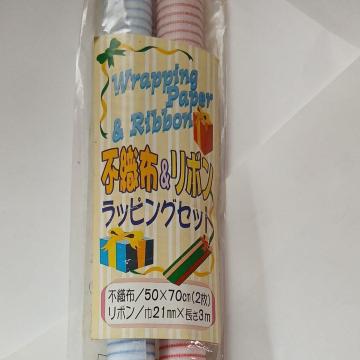 Wrapping
Paper
& Ribbon
不織布&リボン
ラッピングセット
不織布/50×70cm(2枚)
リボン/巾21mm×長さ3m